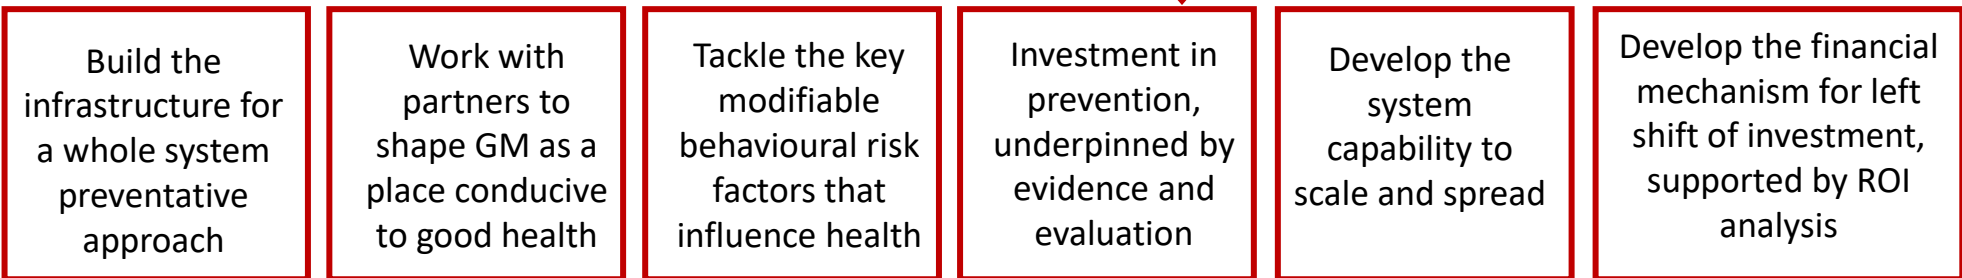 Build the
infrastructure for
a whole system
preventative
approach
Work with
partners to
shape GM as a
place conducive
to good health
Tackle the key
modifiable
behavioural risk
factors that
influence health
Investment in
prevention,
underpinned by
evidence and
evaluation
Develop the
system
capability to
scale and spread
Develop the financial
mechanism for left
shift of investment,
supported by ROI
analysis